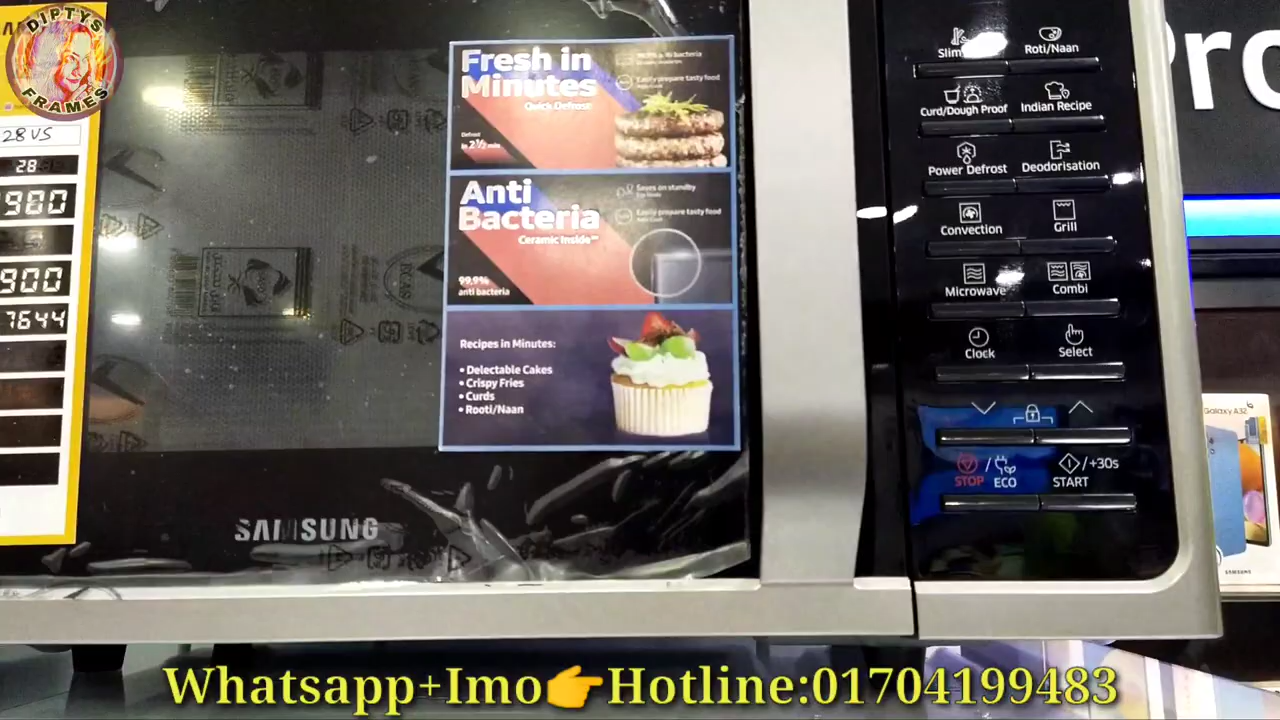 DIPTYS
FRAMES
28VS
28
980
900
7644
Fresh in
Minutes
Quick Defrost
Easily prepare tasty food
Defrost
in 2½ min
Anti
Bacteria
Ceramic Inside™
Saves on standby
Easily prepare tasty food
99.9%
anti bacteria
Recipes in Minutes:
• Delectable Cakes
• Crispy Fries
• Curds
• Rooti/Naan
SAMSUNG
Roti/Naan
Curd/Dough Proof
Indian Recipe
Power Defrost
Deodorisation
Convection
Grill
Microwave
Combi
Clock
Select
STOP / ECO
/+30s
START
Galaxy A32
SAMSUNG
Whatsapp+Imo👉Hotline:01704199483